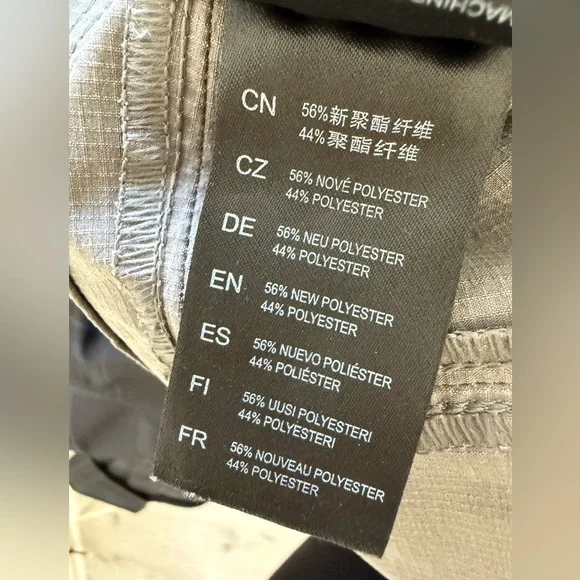 MACHINE
CN
56%新聚酯纤维
44%聚酯纤维
CZ
56% NOVÉ POLYESTER
44% POLYESTER
DE
56% NEU POLYESTER
44% POLYESTER
EN
56% NEW POLYESTER
44% POLYESTER
ES
56% NUEVO POLIÉSTER
44% POLIÉSTER
FI
56% UUSI POLYESTERI
44% POLYESTERI
FR
56% NOUVEAU POLYESTER
44% POLYESTER